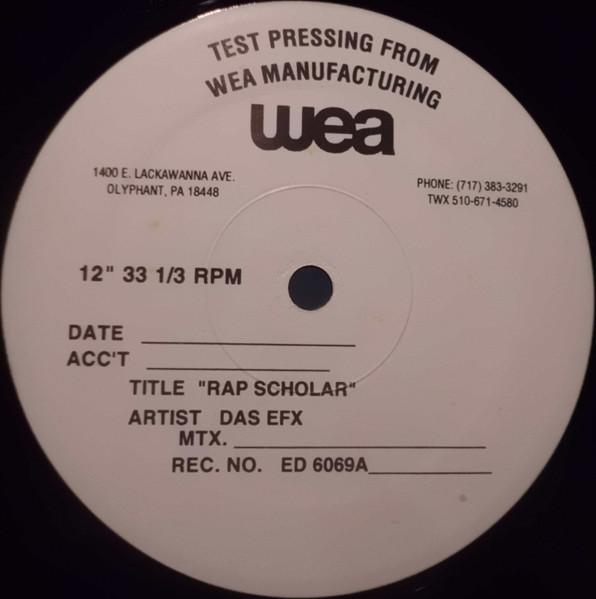 TEST PRESSING FROM
WEA MANUFACTURING
wea
1400 E. LACKAWANNA AVE.
OLYPHANT, PA 18448
PHONE: (717) 383-3291
TWX 510-671-4580
12" 33 1/3 RPM
DATE
ACC'T
TITLE "RAP SCHOLAR"
ARTIST DAS EFX
MTX.
REC. NO. ED 6069A